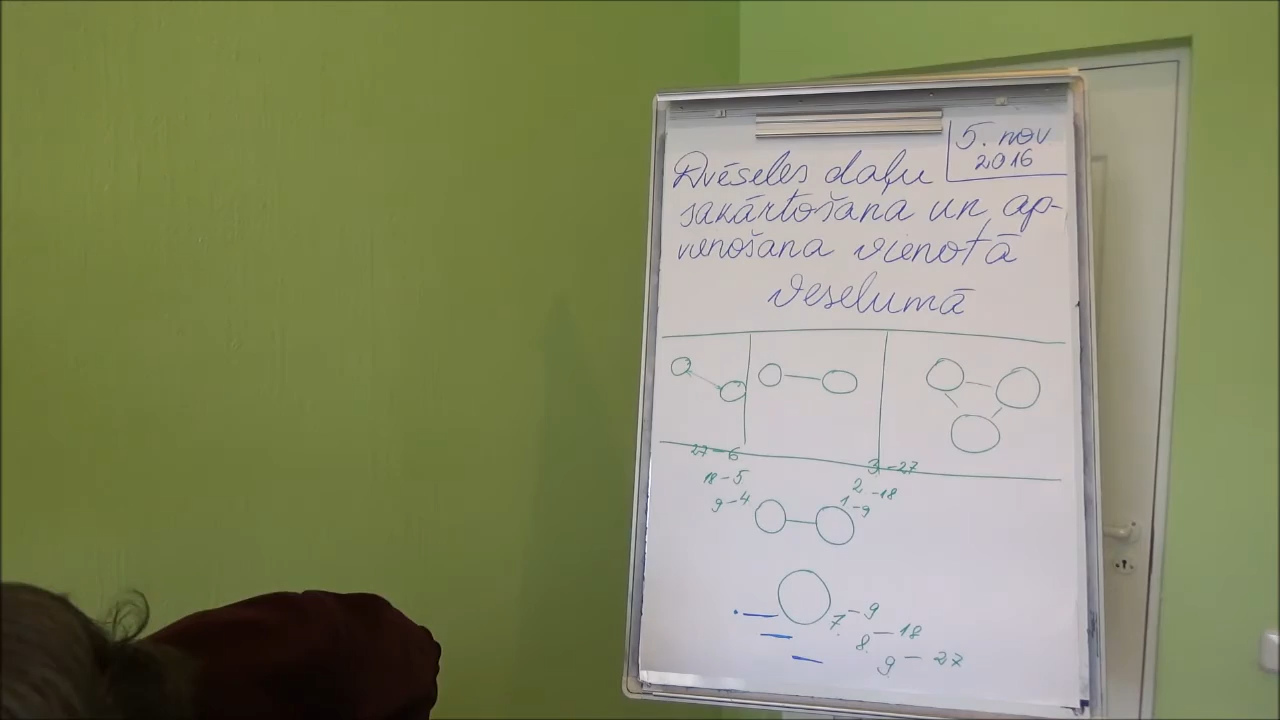 5. nov
2016
Dvēseles daļu
sakārtošana un ap-
vienošana vienotā
veselumā
27-6
18-5
9-4
3-27
2-18
1-9
7-9
8-18
9-27